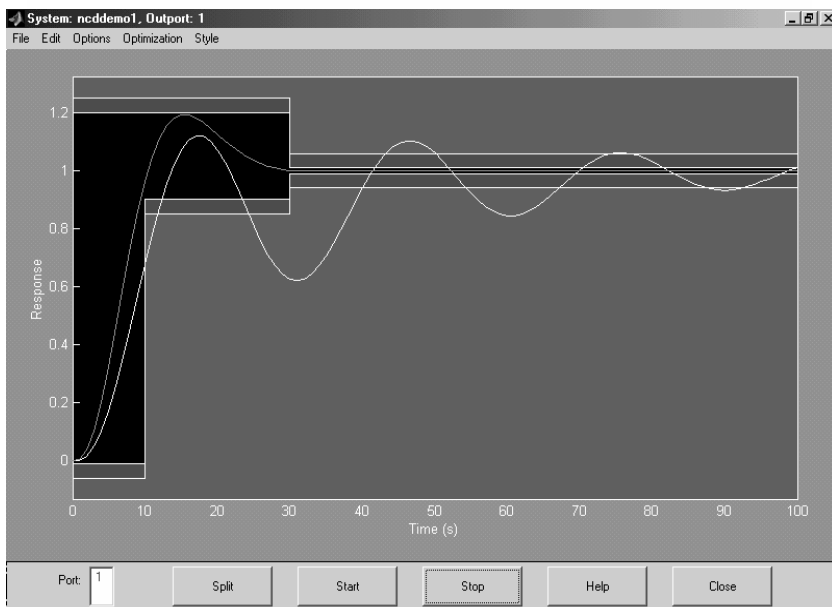 System: ncddemo1, Outport: 1
File Edit Options Optimization Style
1.2
1
0.8
0.6
0.4
0.2
0
Response
0 10 20 30 40 50 60 70 80 90 100
Time (s)
Port: 1 Split Start Stop Help Close